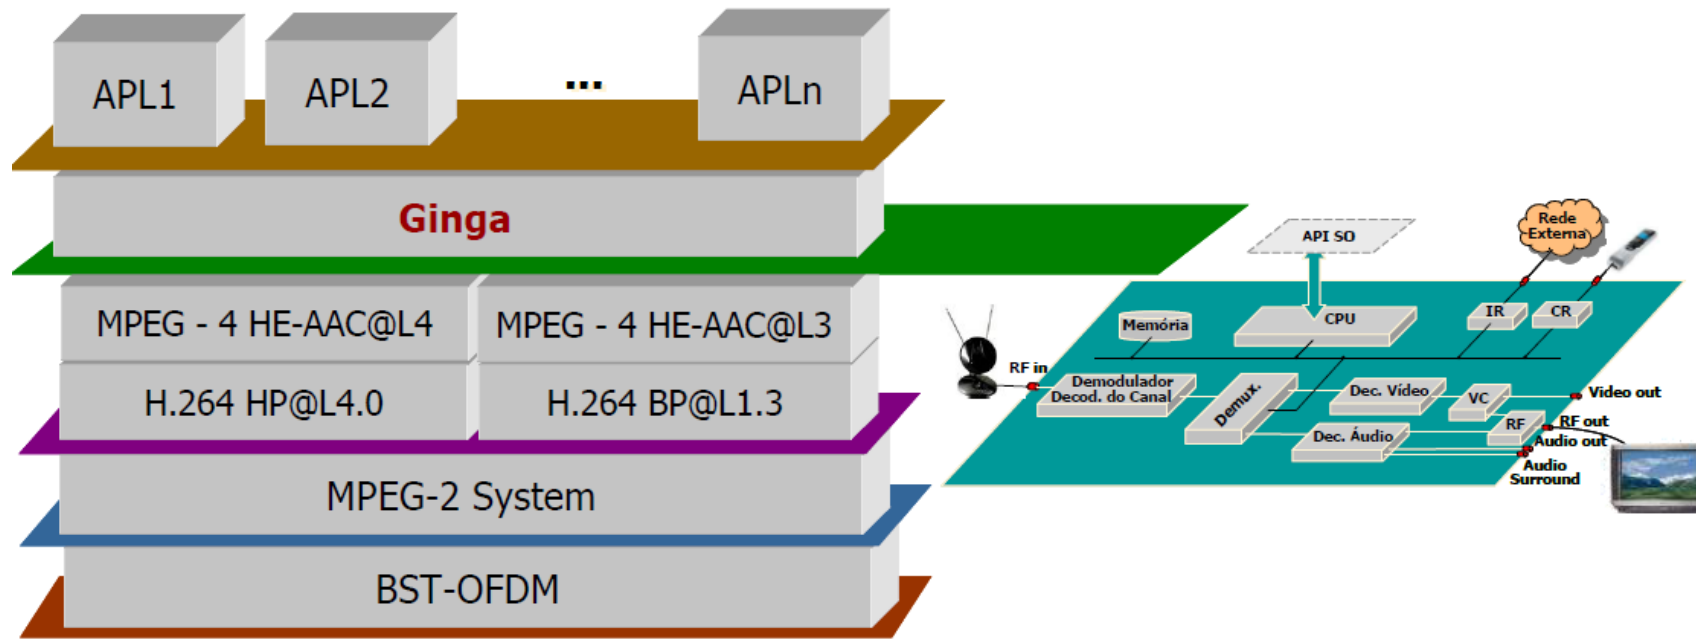 APL1
APL2
...
APLn
Ginga
MPEG - 4 HE-AAC@L4
MPEG - 4 HE-AAC@L3
H.264 HP@L4.0
H.264 BP@L1.3
MPEG-2 System
BST-OFDM
Rede
Externa
API SO
IR
CR
Memória
CPU
RF in
Demodulador
Decod. do Canal
Demux.
Dec. Vídeo
VC
Video out
Dec. Áudio
RF
RF out
Audio out
Audio
Surround